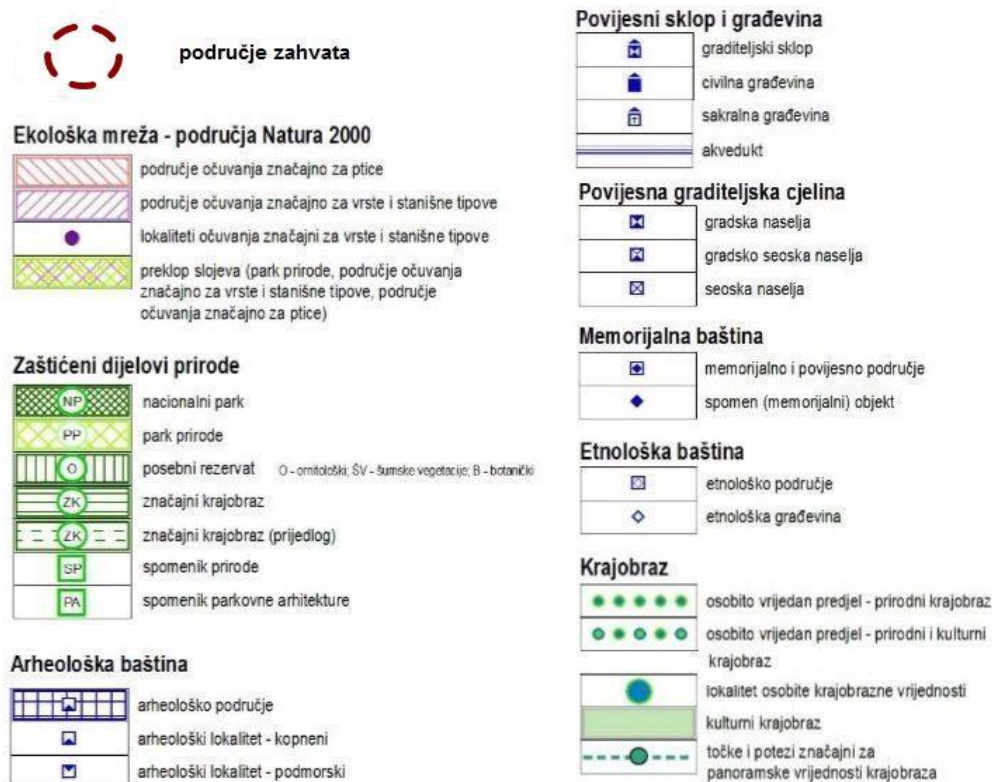 područje zahvata
Ekološka mreža - područja Natura 2000
područje očuvanja značajno za ptice
područje očuvanja značajno za vrste i stanišne tipove
lokaliteti očuvanja značajni za vrste i stanišne tipove
preklop slojeva (park prirode, područje očuvanja
značajno za vrste i stanišne tipove, područje
očuvanja značajno za ptice)
Zaštićeni dijelovi prirode
NP nacionalni park
PP park prirode
O posebni rezervat O - ornitološki; ŠV - šumske vegetacije; B - botanički
ZK značajni krajobraz
ZK značajni krajobraz (prijedlog)
SP spomenik prirode
PA spomenik parkovne arhitekture
Arheološka baština
arheološko područje
arheološki lokalitet - kopneni
arheološki lokalitet - podmorski
Povijesni sklop i građevina
graditeljski sklop
civilna građevina
sakralna građevina
akvedukt
Povijesna graditeljska cjelina
gradska naselja
gradsko seoska naselja
seoska naselja
Memorijalna baština
memorijalno i povijesno područje
spomen (memorijalni) objekt
Etnološka baština
etnološko područje
etnološka građevina
Krajobraz
osobito vrijedan predjel - prirodni krajobraz
osobito vrijedan predjel - prirodni i kulturni
krajobraz
lokalitet osobite krajobrazne vrijednosti
kulturni krajobraz
točke i potezi značajni za
panoramske vrijednosti krajobraza